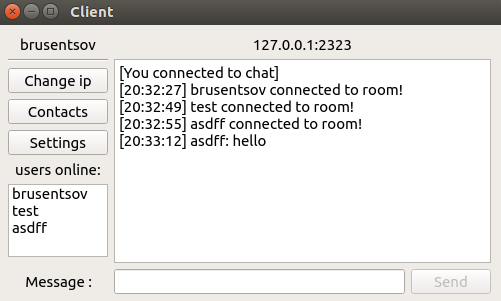 Client
brusentsov
127.0.0.1:2323
Change ip
Contacts
Settings
users online:
brusentsov
test
asdff
[You connected to chat]
[20:32:27] brusentsov connected to room!
[20:32:49] test connected to room!
[20:32:55] asdff connected to room!
[20:33:12] asdff: hello
Message :
Send